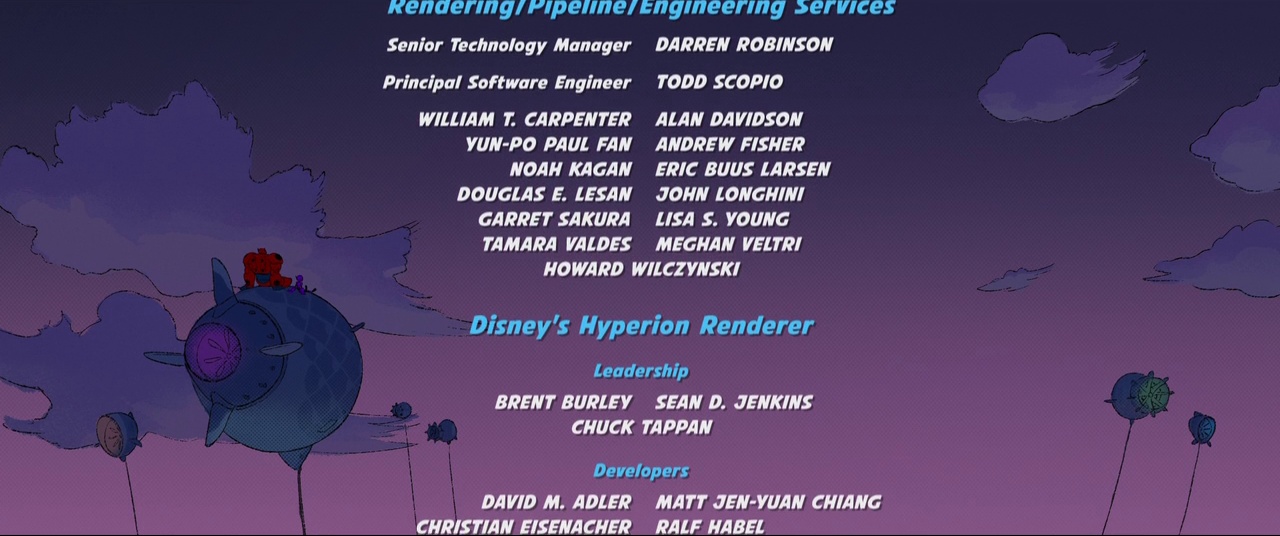 Rendering/Pipeline/Engineering Services
Senior Technology Manager DARREN ROBINSON
Principal Software Engineer TODD SCOPIO
WILLIAM T. CARPENTER ALAN DAVIDSON
YUN-PO PAUL FAN ANDREW FISHER
NOAH KAGAN ERIC BUUS LARSEN
DOUGLAS E. LESAN JOHN LONGHINI
GARRET SAKURA LISA S. YOUNG
TAMARA VALDES MEGHAN VELTRI
HOWARD WILCZYNSKI
Disney's Hyperion Renderer
Leadership
BRENT BURLEY SEAN D. JENKINS
CHUCK TAPPAN
Developers
DAVID M. ADLER MATT JEN-YUAN CHIANG
CHRISTIAN EISENACHER RALF HABEL